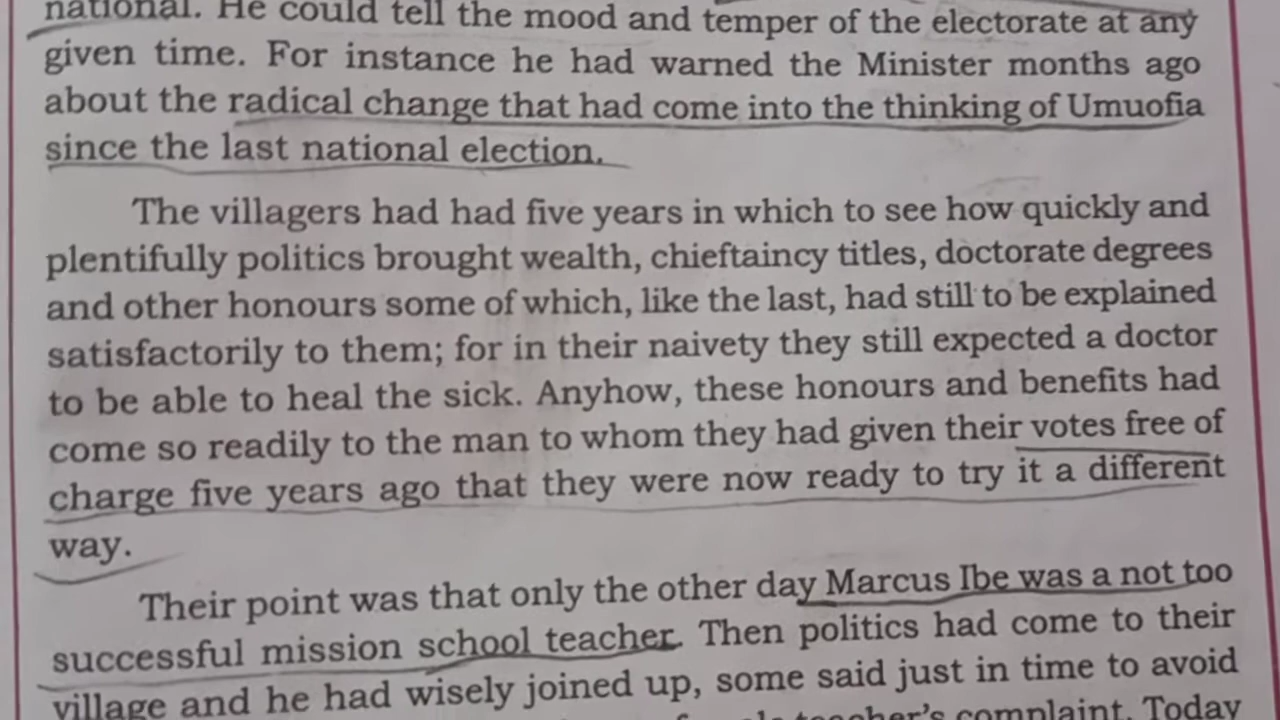 national. He could tell the mood and temper of the electorate at any
given time. For instance he had warned the Minister months ago
about the radical change that had come into the thinking of Umuofia
since the last national election.
The villagers had had five years in which to see how quickly and
plentifully politics brought wealth, chieftaincy titles, doctorate degrees
and other honours some of which, like the last, had still to be explained
satisfactorily to them; for in their naivety they still expected a doctor
to be able to heal the sick. Anyhow, these honours and benefits had
come so readily to the man to whom they had given their votes free of
charge five years ago that they were now ready to try it a different
way.
Their point was that only the other day Marcus Ibe was a not too
successful mission school teacher. Then politics had come to their
village and he had wisely joined up, some said just in time to avoid
teacher's complaint. Today